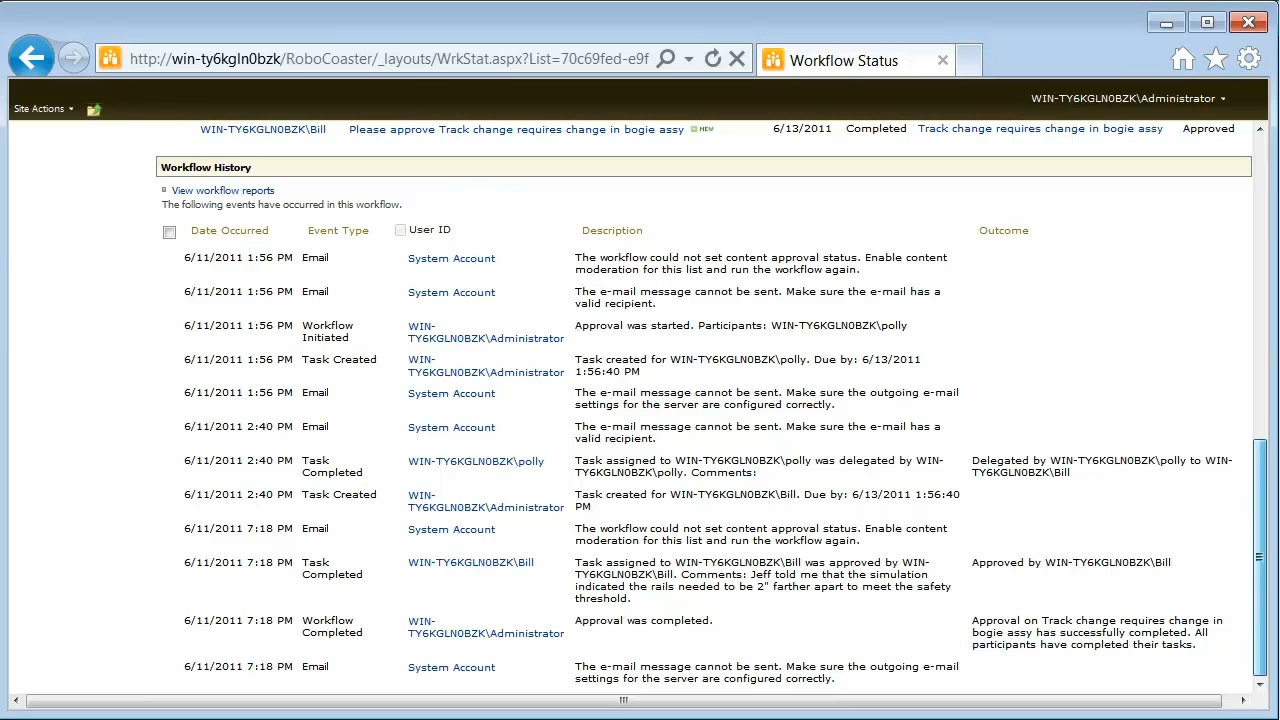 http://win-ty6kgln0bzk/RoboCoaster/_layouts/WrkStat.aspx?List=70c69fed-e9f
Workflow Status
Site Actions
WIN-TY6KGLN0BZK\Administrator
WIN-TY6KGLN0BZK\Bill Please approve Track change requires change in bogie assy NEW 6/13/2011 Completed Track change requires change in bogie assy Approved
Workflow History
View workflow reports
The following events have occurred in this workflow.
Date Occurred Event Type User ID Description Outcome
6/11/2011 1:56 PM Email System Account The workflow could not set content approval status. Enable content
moderation for this list and run the workflow again.
6/11/2011 1:56 PM Email System Account The e-mail message cannot be sent. Make sure the e-mail has a
valid recipient.
6/11/2011 1:56 PM Workflow WIN- Approval was started. Participants: WIN-TY6KGLN0BZK\polly
Initiated TY6KGLN0BZK\Administrator
6/11/2011 1:56 PM Task Created WIN- Task created for WIN-TY6KGLN0BZK\polly. Due by: 6/13/2011
TY6KGLN0BZK\Administrator 1:56:40 PM
6/11/2011 1:56 PM Email System Account The e-mail message cannot be sent. Make sure the outgoing e-mail
settings for the server are configured correctly.
6/11/2011 2:40 PM Email System Account The e-mail message cannot be sent. Make sure the e-mail has a
valid recipient.
6/11/2011 2:40 PM Task WIN-TY6KGLN0BZK\polly Task assigned to WIN-TY6KGLN0BZK\polly was delegated by WIN- Delegated by WIN-TY6KGLN0BZK\polly to WIN-
Completed TY6KGLN0BZK\polly. Comments: TY6KGLN0BZK\Bill
6/11/2011 2:40 PM Task Created WIN- Task created for WIN-TY6KGLN0BZK\Bill. Due by: 6/13/2011 1:56:40
TY6KGLN0BZK\Administrator PM
6/11/2011 7:18 PM Email System Account The workflow could not set content approval status. Enable content
moderation for this list and run the workflow again.
6/11/2011 7:18 PM Task WIN-TY6KGLN0BZK\Bill Task assigned to WIN-TY6KGLN0BZK\Bill was approved by WIN- Approved by WIN-TY6KGLN0BZK\Bill
Completed TY6KGLN0BZK\Bill. Comments: Jeff told me that the simulation
indicated the rails needed to be 2" farther apart to meet the safety
threshold.
6/11/2011 7:18 PM Workflow WIN- Approval was completed. Approval on Track change requires change in
Completed TY6KGLN0BZK\Administrator bogie assy has successfully completed. All
participants have completed their tasks.
6/11/2011 7:18 PM Email System Account The e-mail message cannot be sent. Make sure the outgoing e-mail
settings for the server are configured correctly.